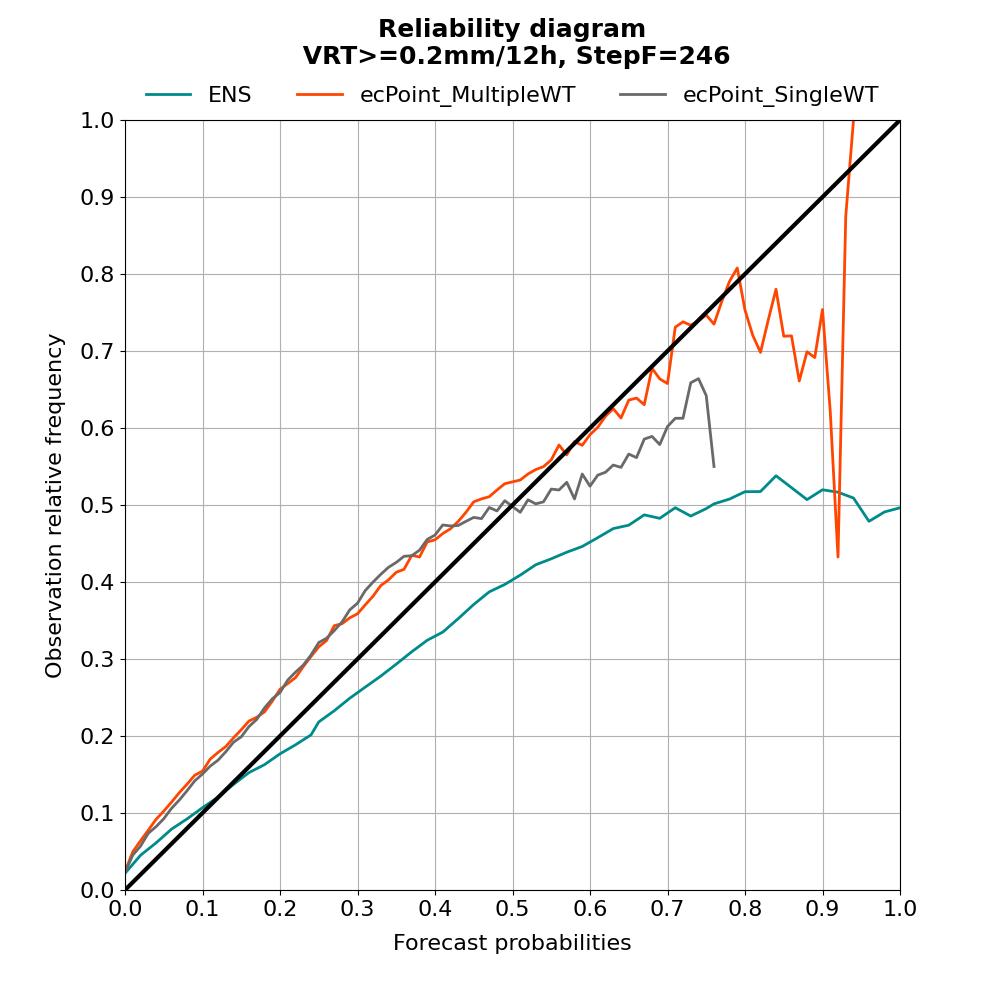 Reliability diagram
VRT>=0.2mm/12h, StepF=246
ENS ecPoint_MultipleWT ecPoint_SingleWT
1.0
0.9
0.8
0.7
0.6
0.5
0.4
0.3
0.2
0.1
0.0
Observation relative frequency
0.0 0.1 0.2 0.3 0.4 0.5 0.6 0.7 0.8 0.9 1.0
Forecast probabilities